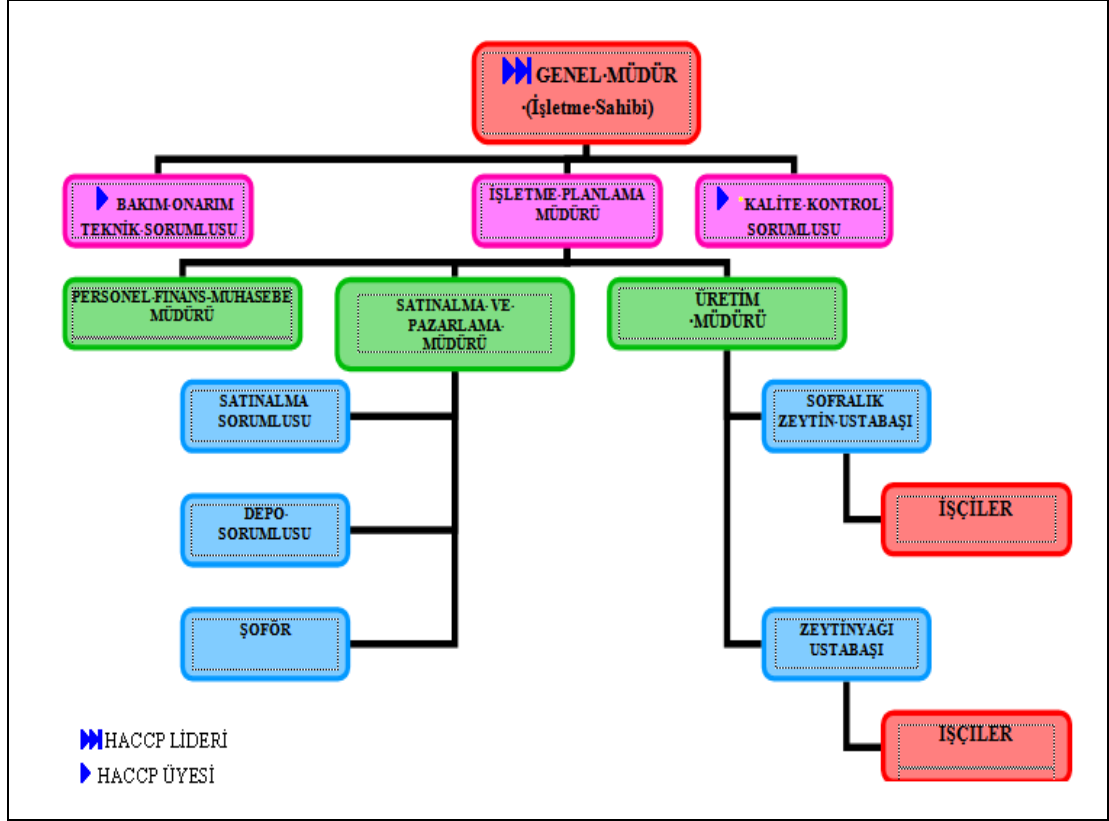 GENEL·MÜDÜR
·(İşletme·Sahibi)
BAKIM·ONARIM
TEKNİK·SORUMLUSU
İŞLETME·PLANLAMA
MÜDÜRÜ
·KALİTE·KONTROL
SORUMLUSU
PERSONEL·FINANS-MUHASEBE
MÜDÜRÜ
SATINALMA· VE·
PAZARLAMA·
MÜDÜRÜ
ÜRETİM
·MÜDÜRÜ
SATINALMA
SORUMLUSU
SOFRALIK
ZEYTİN·USTABAŞI
İŞÇİLER
DEPO·
SORUMLUSU
ŞOFÖR
ZEYTİNYAĞI
USTABAŞI
İŞÇİLER
HACCP LİDERİ
HACCP ÜYESİ